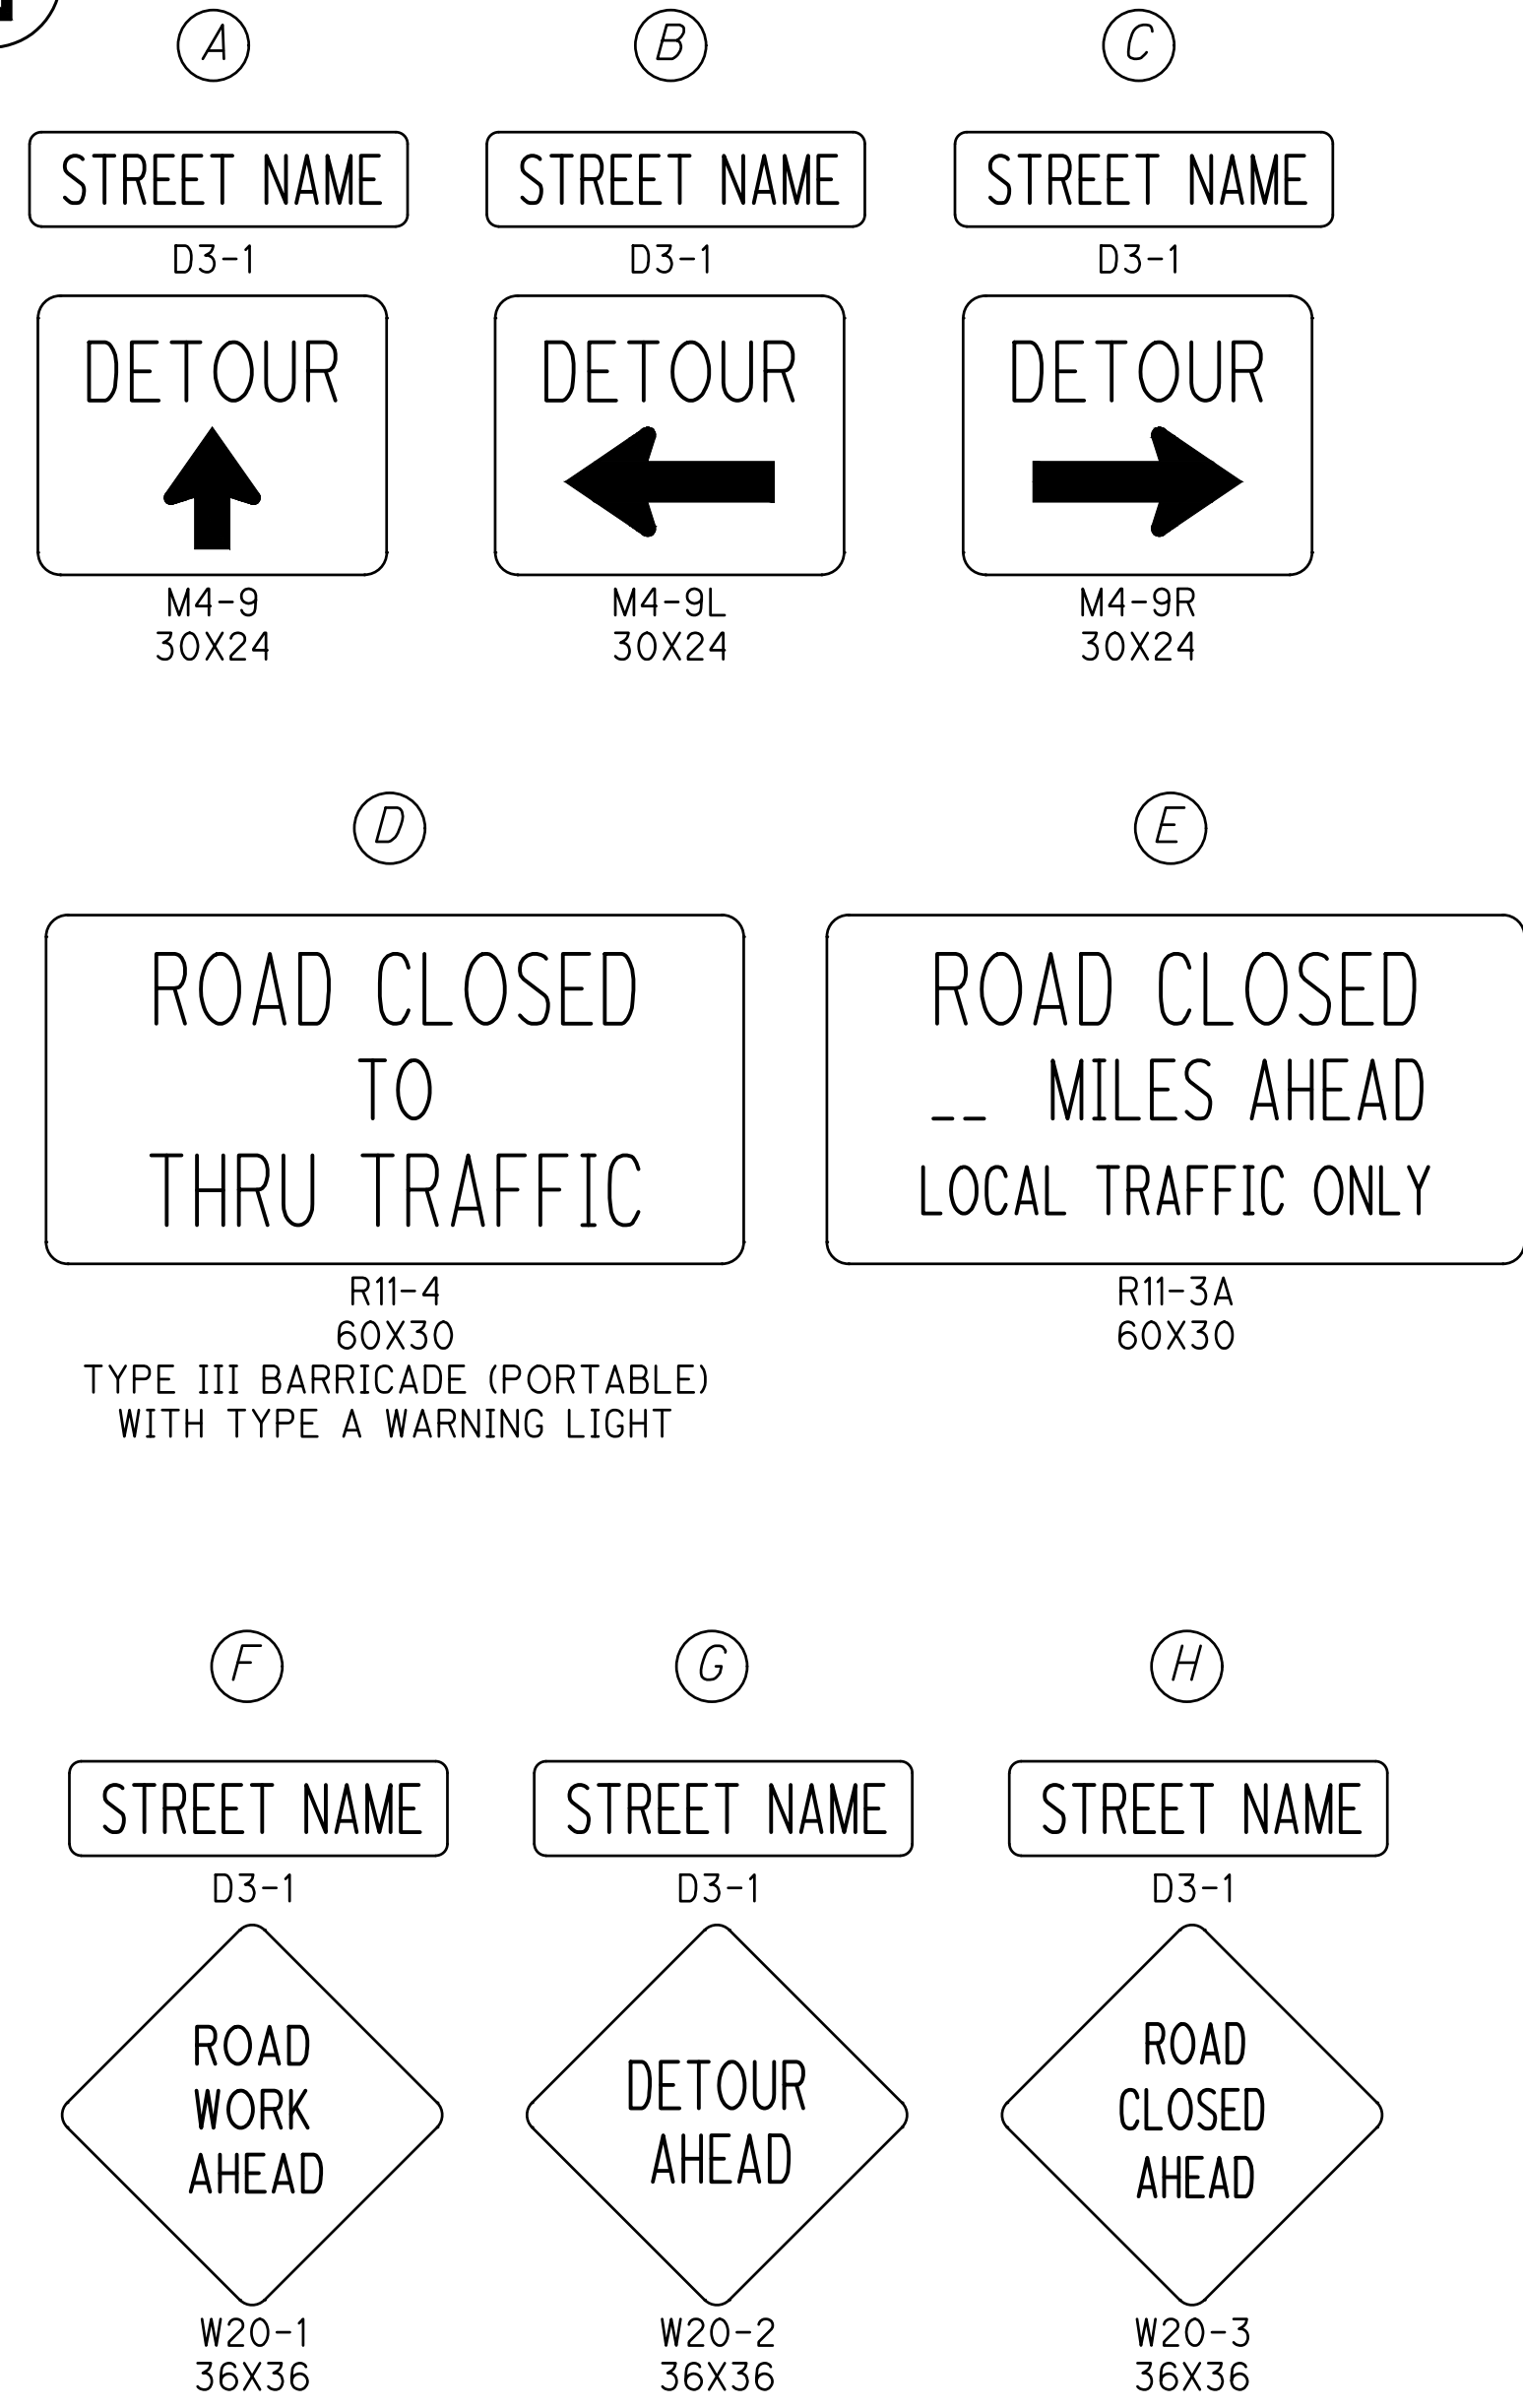 A B C
STREET NAME STREET NAME STREET NAME
D3-1 D3-1 D3-1
DETOUR DETOUR DETOUR
M4-9 M4-9L M4-9R
30X24 30X24 30X24
D E
ROAD CLOSED
TO
THRU TRAFFIC
R11-4
60X30
TYPE III BARRICADE (PORTABLE)
WITH TYPE A WARNING LIGHT
ROAD CLOSED
__ MILES AHEAD
LOCAL TRAFFIC ONLY
R11-3A
60X30
F G H
STREET NAME STREET NAME STREET NAME
D3-1 D3-1 D3-1
ROAD
WORK
AHEAD
W20-1
36X36
DETOUR
AHEAD
W20-2
36X36
ROAD
CLOSED
AHEAD
W20-3
36X36